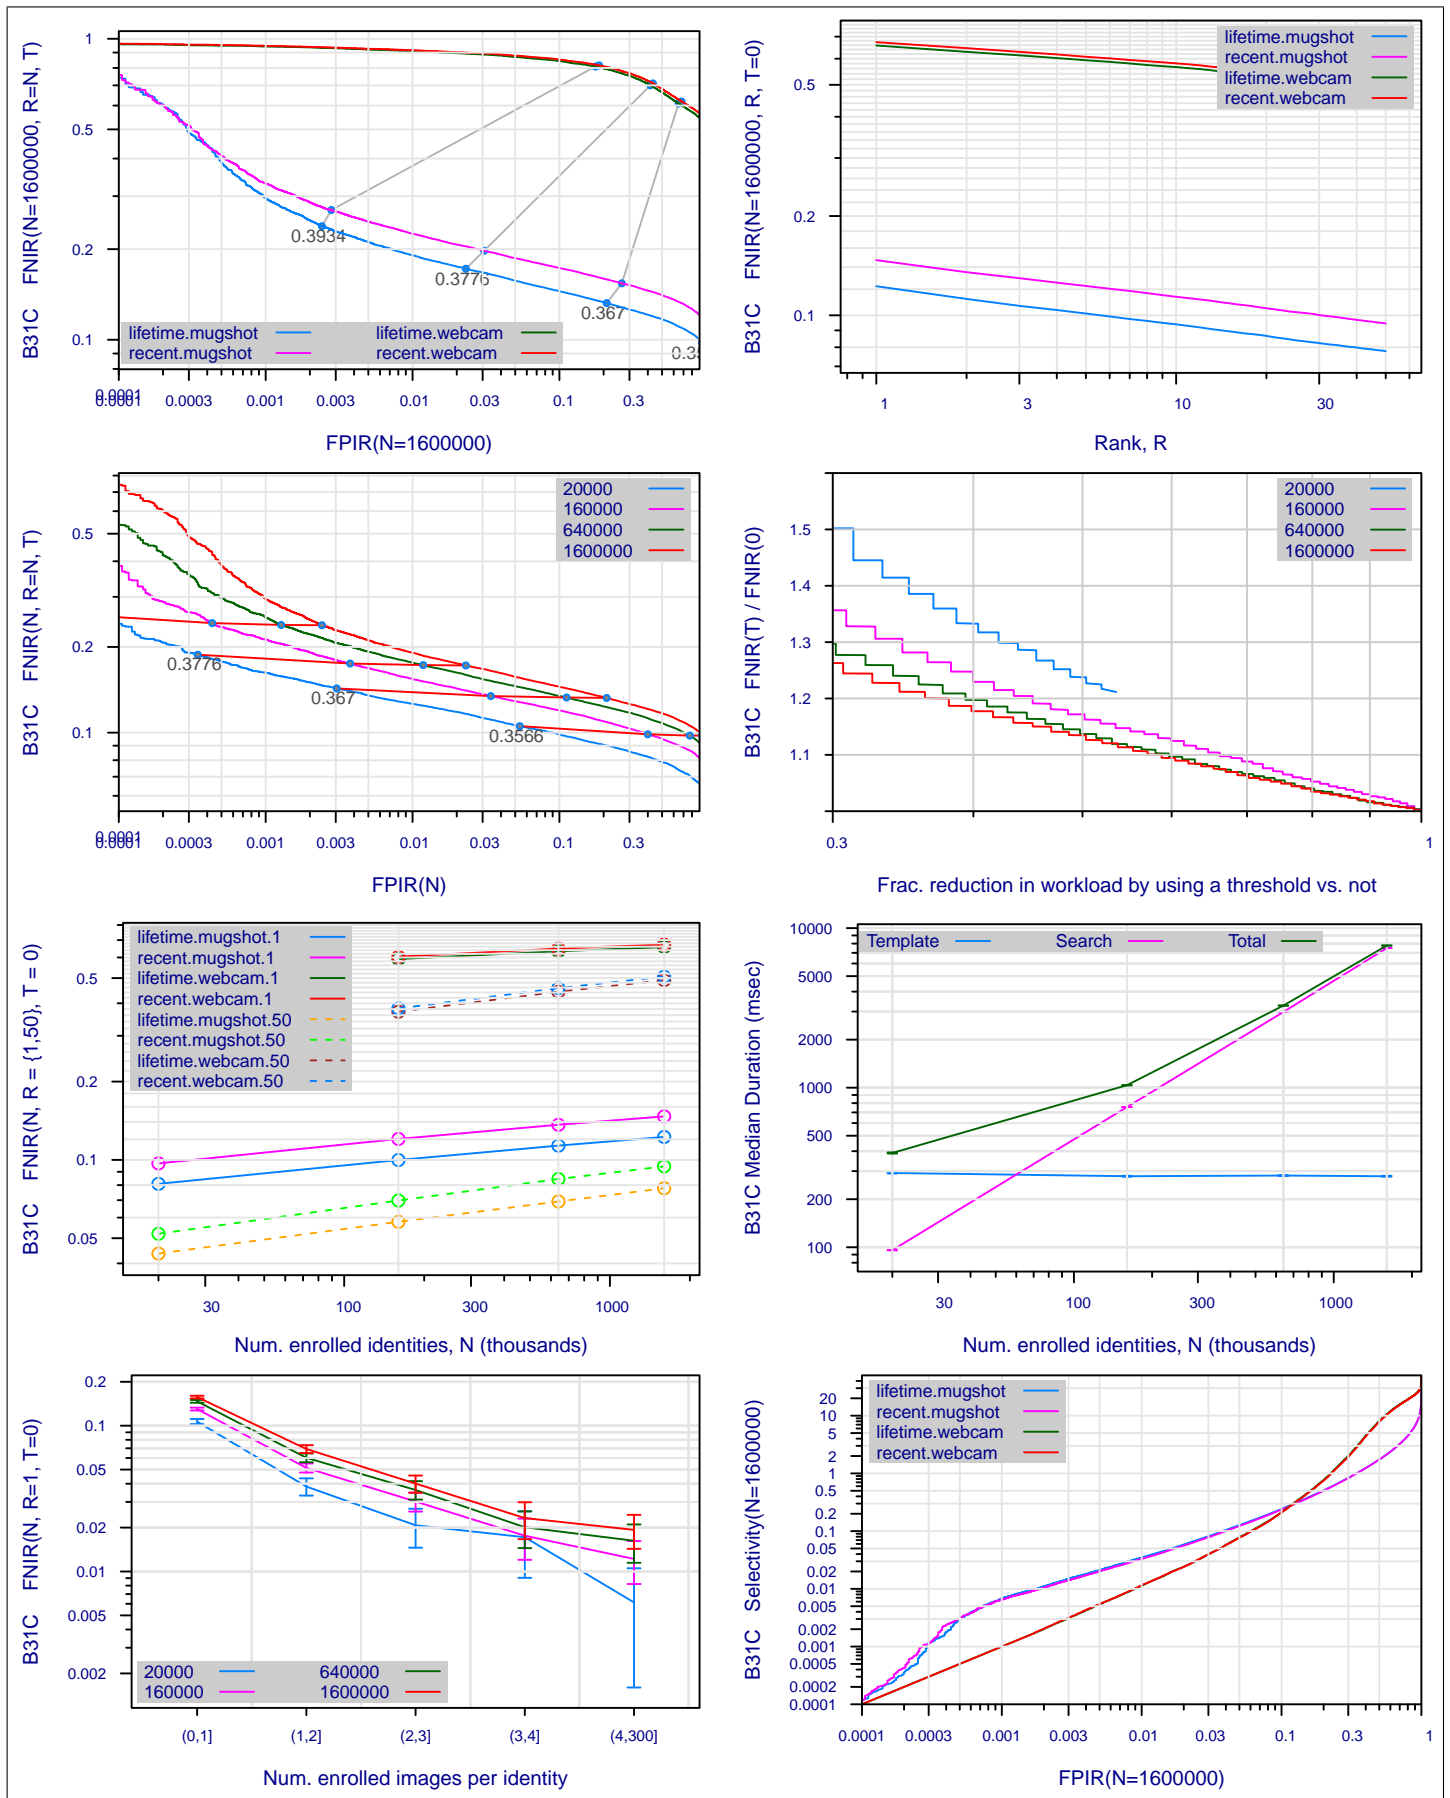 B31C FNIR(N=1600000, R=N, T)
1
0.5
0.2
0.1
0.3934
0.3776
0.367
lifetime.mugshot
recent.mugshot
lifetime.webcam
recent.webcam
0.0001
0.0001 0.0003 0.001 0.003 0.01 0.03 0.1 0.3
FPIR(N=1600000)
B31C FNIR(N=1600000, R, T=0)
0.5
0.2
0.1
lifetime.mugshot
recent.mugshot
lifetime.webcam
recent.webcam
1 3 10 30
Rank, R
B31C FNIR(N, R=N, T)
0.5
0.2
0.1
20000
160000
640000
1600000
0.3776
0.367
0.3566
0.0001
0.0001 0.0003 0.001 0.003 0.01 0.03 0.1 0.3
FPIR(N)
B31C FNIR(T) / FNIR(0)
1.5
1.4
1.3
1.2
1.1
20000
160000
640000
1600000
0.3 1
Frac. reduction in workload by using a threshold vs. not
B31C FNIR(N, R = {1,50}, T = 0)
0.5
0.2
0.1
0.05
lifetime.mugshot.1
recent.mugshot.1
lifetime.webcam.1
recent.webcam.1
lifetime.mugshot.50
recent.mugshot.50
lifetime.webcam.50
recent.webcam.50
30 100 300 1000
Num. enrolled identities, N (thousands)
B31C Median Duration (msec)
10000
5000
2000
1000
500
200
100
Template Search Total
30 100 300 1000
Num. enrolled identities, N (thousands)
B31C FNIR(N, R=1, T=0)
0.2
0.1
0.05
0.02
0.01
0.005
0.002
20000 640000
160000 1600000
(0,1] (1,2] (2,3] (3,4] (4,300]
Num. enrolled images per identity
B31C Selectivity(N=1600000)
20
10
5
2
1
0.5
0.2
0.1
0.05
0.02
0.01
0.005
0.002
0.001
0.0005
0.0002
0.0001
lifetime.mugshot
recent.mugshot
lifetime.webcam
recent.webcam
0.0001 0.0003 0.001 0.003 0.01 0.03 0.1 0.3 1
FPIR(N=1600000)